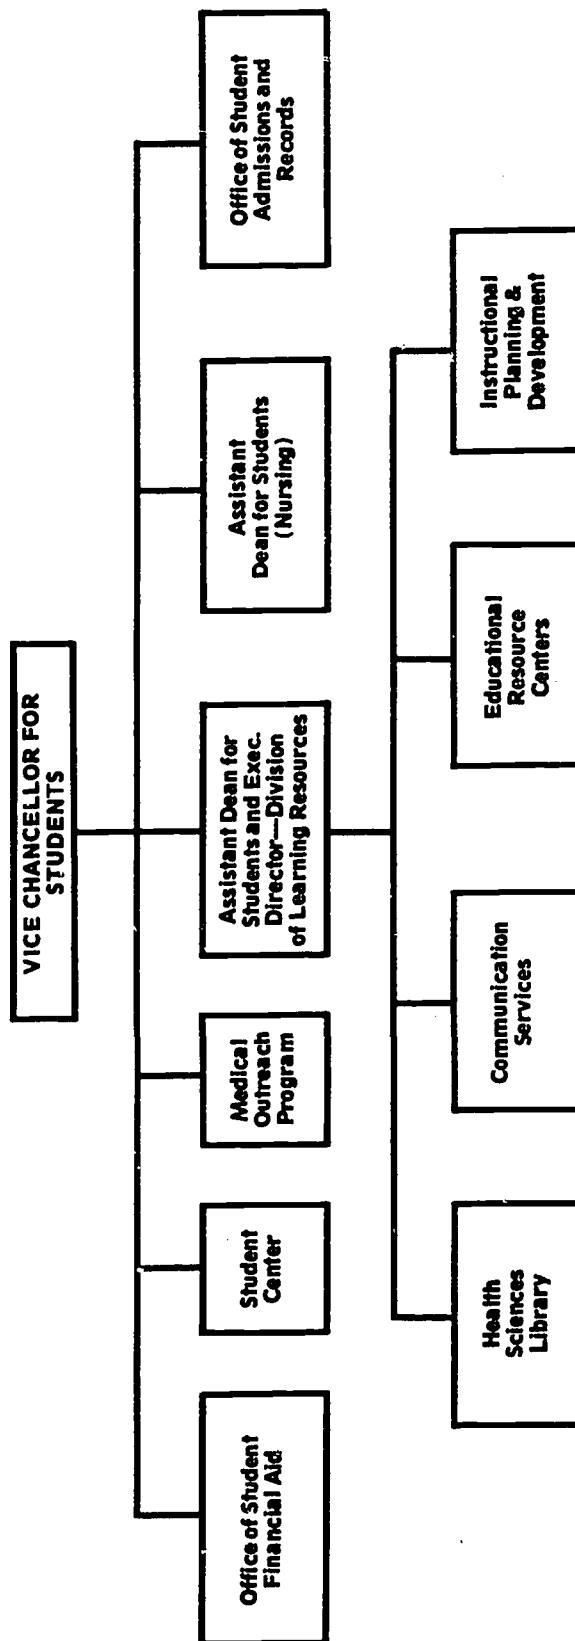 VICE CHANCELLOR FOR
STUDENTS
Office of Student
Financial Aid
Student
Center
Medical
Outreach
Program
Assistant Dean for
Students and Exec.
Director—Division
of Learning Resources
Assistant
Dean for Students
(Nursing)
Office of Student
Admissions and
Records
Health
Sciences
Library
Communication
Services
Educational
Resource
Centers
Instructional
Planning &
Development